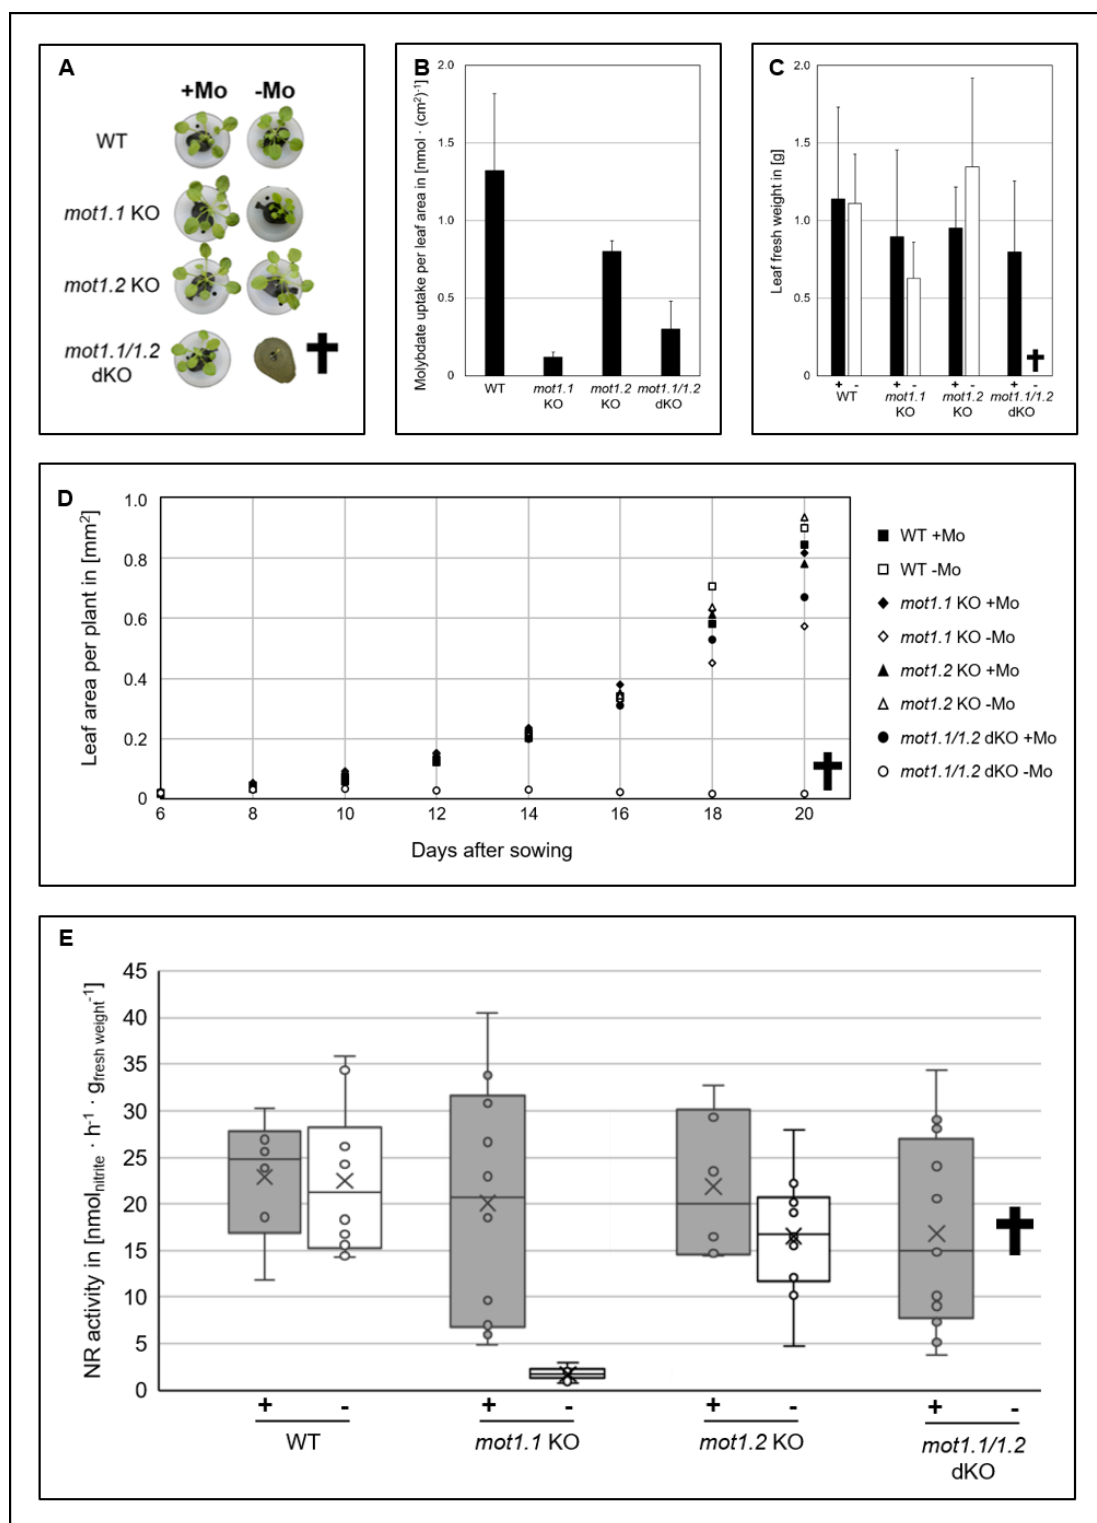 A
+Mo -Mo
WT
mot1.1 KO
mot1.2 KO
mot1.1/1.2
dKO
B
Molybdate uptake per leaf area in [nmol · (cm²)⁻¹]
2.0
1.5
1.0
0.5
0
WT
mot1.1
KO
mot1.2
KO
mot1.1/1.2
dKO
C
Leaf fresh weight in [g]
2.0
1.5
1.0
0.5
0
+ - + - + - + -
WT
mot1.1
KO
mot1.2
KO
mot1.1/1.2
dKO
D
Leaf area per plant in [mm²]
1.0
0.8
0.6
0.4
0.2
0
6 8 10 12 14 16 18 20
Days after sowing
WT +Mo
WT -Mo
mot1.1 KO +Mo
mot1.1 KO -Mo
mot1.2 KO +Mo
mot1.2 KO -Mo
mot1.1/1.2 dKO +Mo
mot1.1/1.2 dKO -Mo
E
NR activity in [nmol nitrite · h⁻¹ · g fresh weight⁻¹]
45
40
35
30
25
20
15
10
5
0
+ - + - + - + -
WT
mot1.1 KO
mot1.2 KO
mot1.1/1.2
dKO